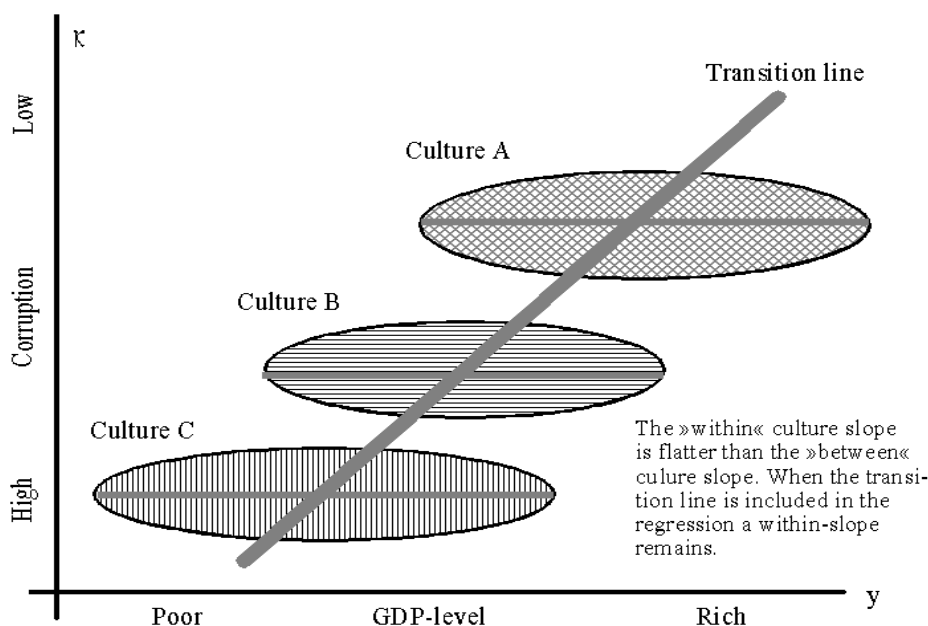 κ
Transition line
Low
Culture A
Corruption
Culture B
Culture C
The »within« culture slope
is flatter than the »between«
culure slope. When the transi-
tion line is included in the
regression a within-slope
remains.
High
y
Poor
GDP-level
Rich